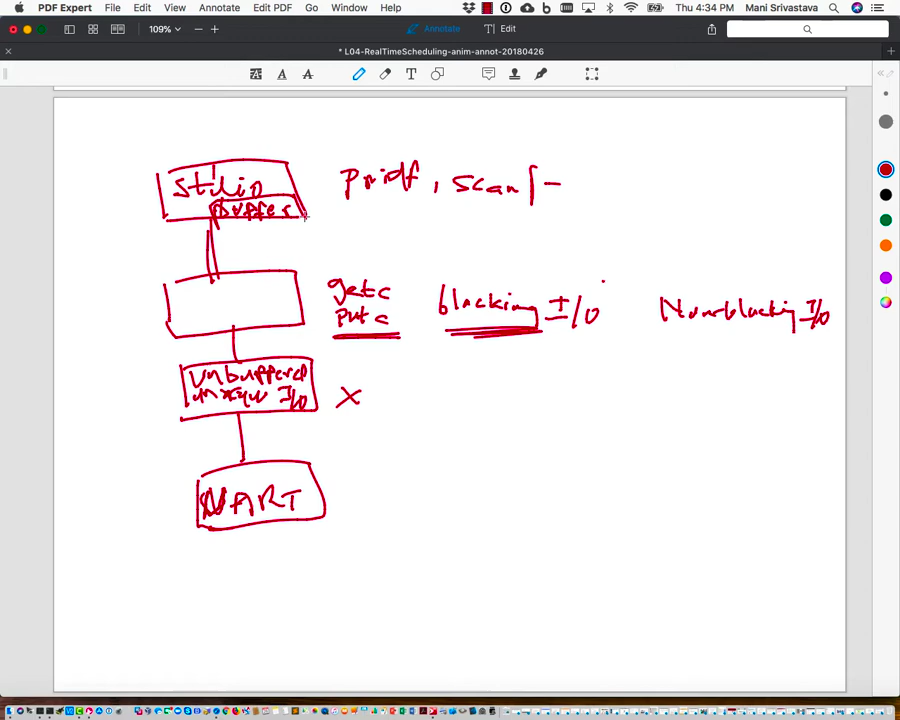 PDF Expert File Edit View Annotate Edit PDF Go Window Help Thu 4:34 PM Mani Srivastava
109% Annotate Edit
* L04-RealTimeScheduling-anim-annot-20180426
Stdio
buffer
printf, scanf -
getc
putc
blocking I/O
Nonblocking I/O
unbuffered
I/O
X
UART